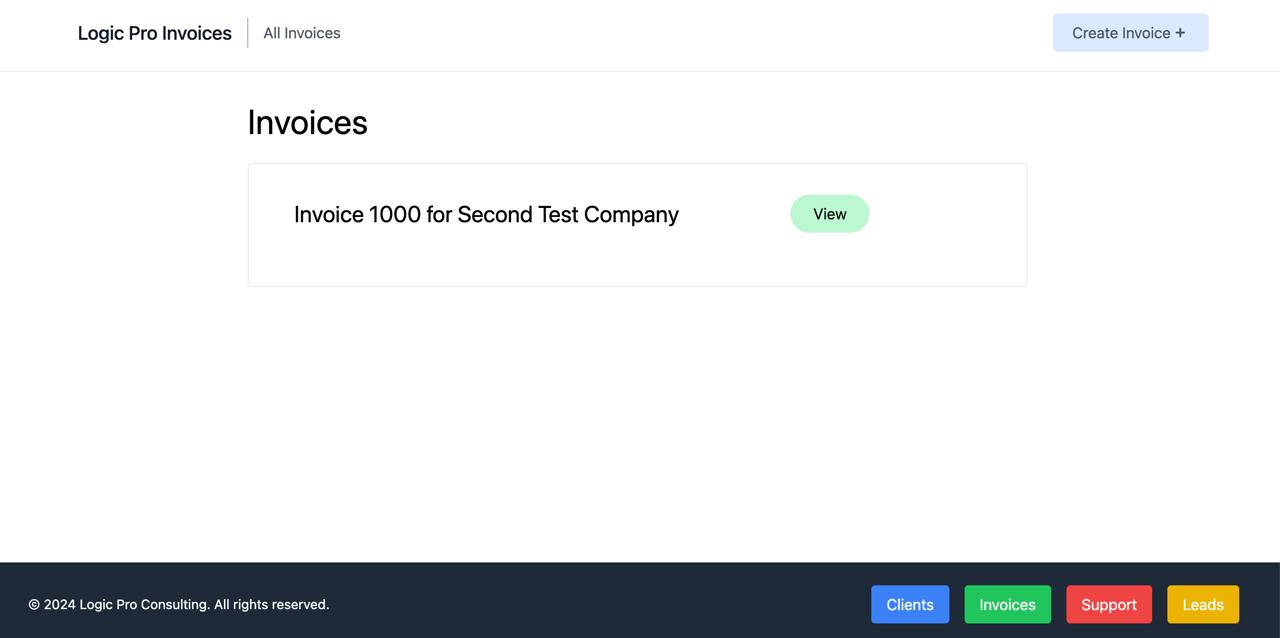 Logic Pro Invoices All Invoices Create Invoice +
Invoices
Invoice 1000 for Second Test Company View
© 2024 Logic Pro Consulting. All rights reserved. Clients Invoices Support Leads